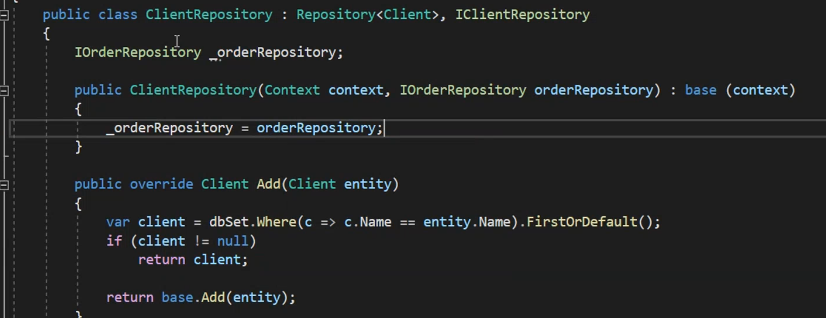 public class ClientRepository : Repository<Client>, IClientRepository
{
IOrderRepository _orderRepository;
public ClientRepository(Context context, IOrderRepository orderRepository) : base (context)
{
_orderRepository = orderRepository;
}
public override Client Add(Client entity)
{
var client = dbSet.Where(c => c.Name == entity.Name).FirstOrDefault();
if (client != null)
return client;
return base.Add(entity);
}